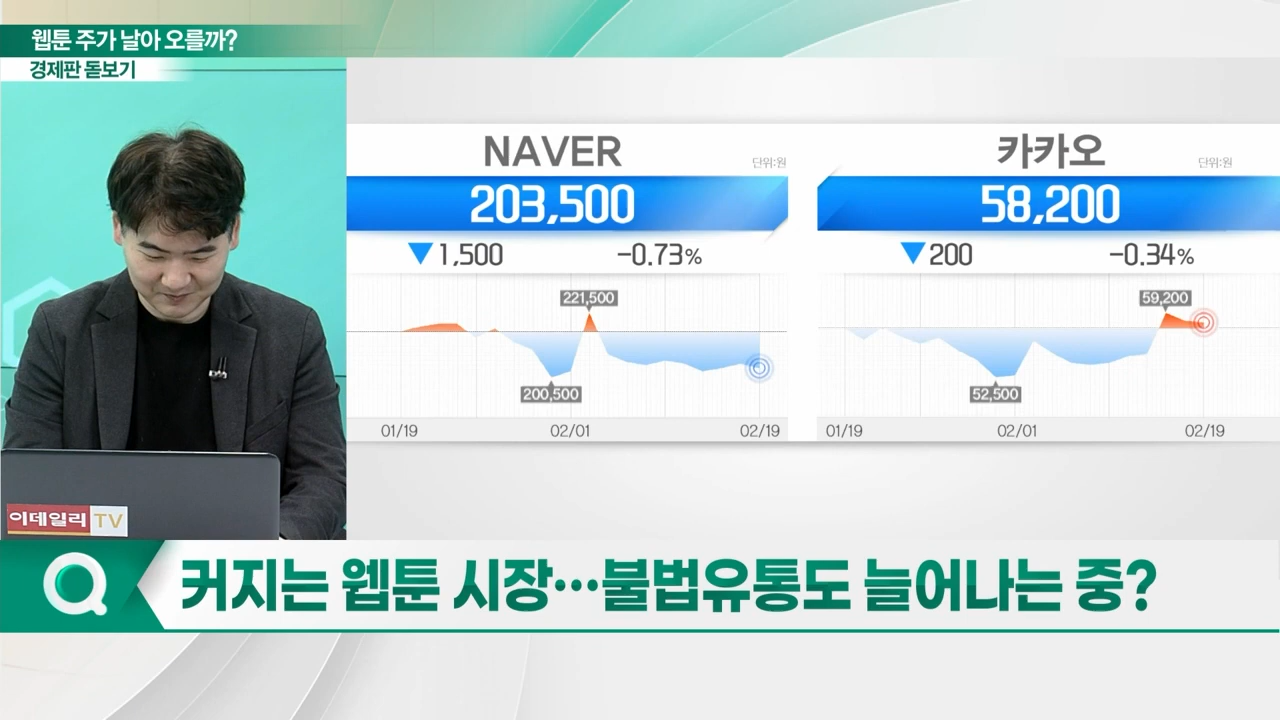 웹툰 주가 날아 오를까?
경제판 돋보기
NAVER
단위:원
203,500
▼1,500 -0.73%
221,500
200,500
01/19 02/01 02/19
카카오
단위:원
58,200
▼200 -0.34%
59,200
52,500
01/19 02/01 02/19
이데일리 TV
Q 커지는 웹툰 시장…불법유통도 늘어나는 중?